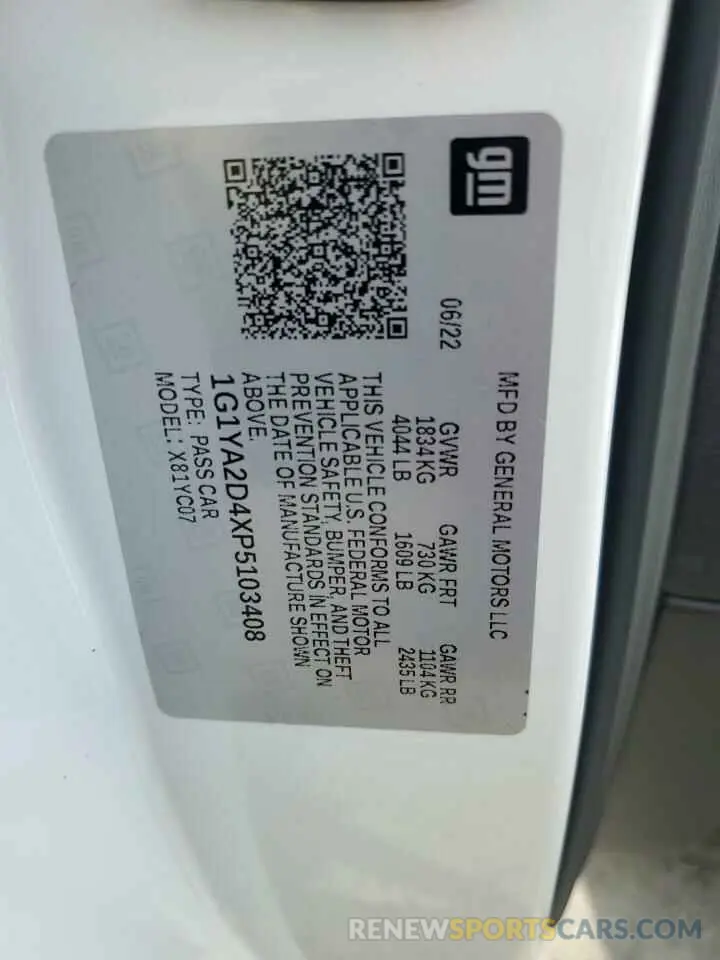 gm
MFD BY GENERAL MOTORS LLC
06/22 GVWR GAWR FRT GAWR RR
1834 KG 730 KG 1104 KG
4044 LB 1609 LB 2435 LB
THIS VEHICLE CONFORMS TO ALL
APPLICABLE U.S. FEDERAL MOTOR
VEHICLE SAFETY, BUMPER, AND THEFT
PREVENTION STANDARDS IN EFFECT ON
THE DATE OF MANUFACTURE SHOWN
ABOVE.
1G1YA2D4XP5103408
TYPE: PASS CAR
MODEL: X81YC07
RENEWSPORTSCARS.COM